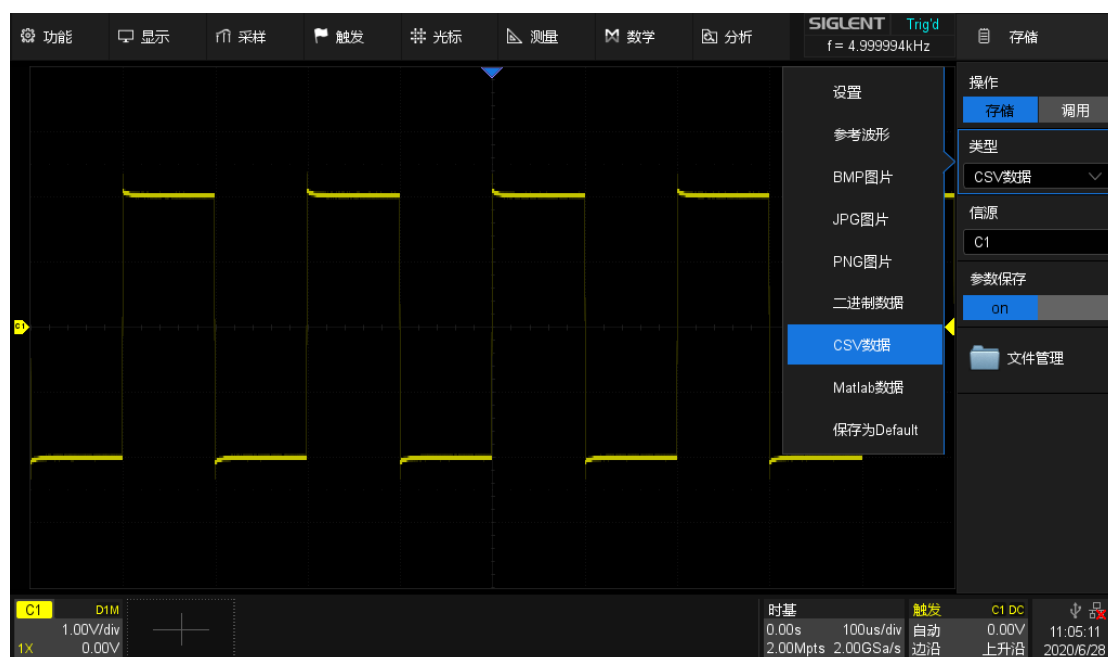 功能 显示 采样 触发 光标 测量 数学 分析
SIGLENT Trig'd
f = 4.999994kHz
存储
设置
参考波形
BMP图片
JPG图片
PNG图片
二进制数据
CSV数据
Matlab数据
保存为Default
操作
存储 调用
类型
CSV数据
信源
C1
参数保存
on
文件管理
C1
C1 D1M
1.00V/div
1X 0.00V
时基
0.00s 100us/div
2.00Mpts 2.00GSa/s
触发 C1 DC
自动 0.00V
边沿 上升沿
11:05:11
2020/6/28